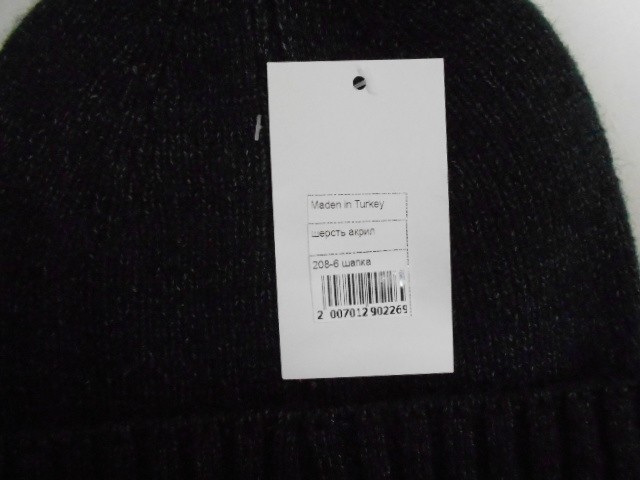 Maden in Turkey
шерсть акрил
208-6 шапка
2 007012 902269